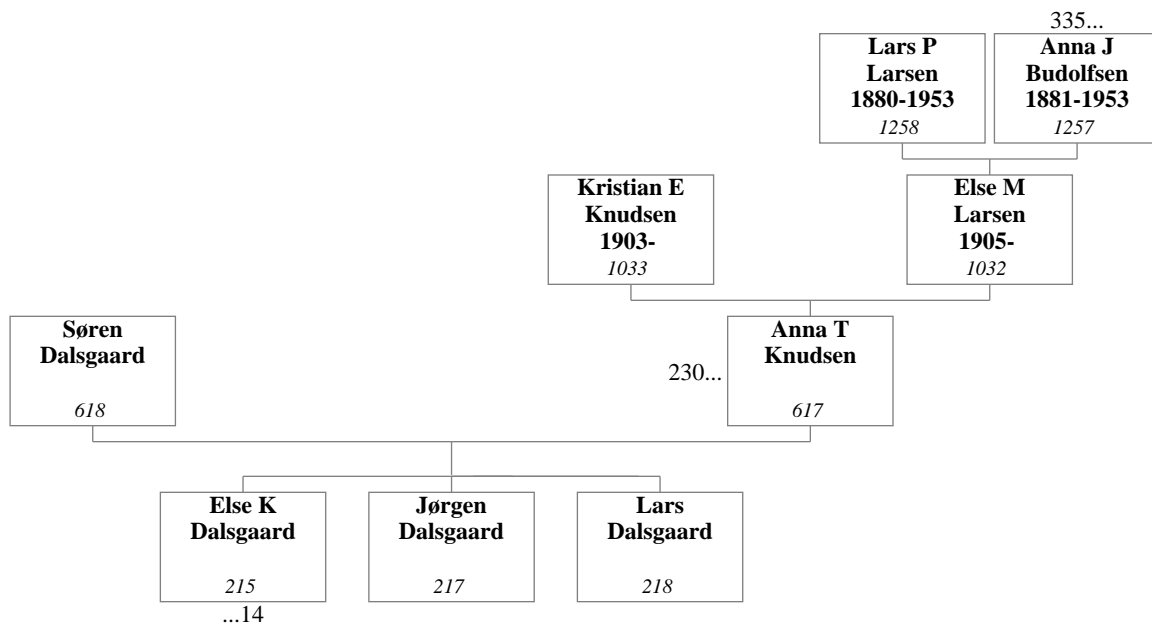 335...
Lars P
Larsen
1880-1953
1258
Anna J
Budolfsen
1881-1953
1257
Kristian E
Knudsen
1903-
1033
Else M
Larsen
1905-
1032
Søren
Dalsgaard
618
230...
Anna T
Knudsen
617
Else K
Dalsgaard
215
...14
Jørgen
Dalsgaard
217
Lars
Dalsgaard
218